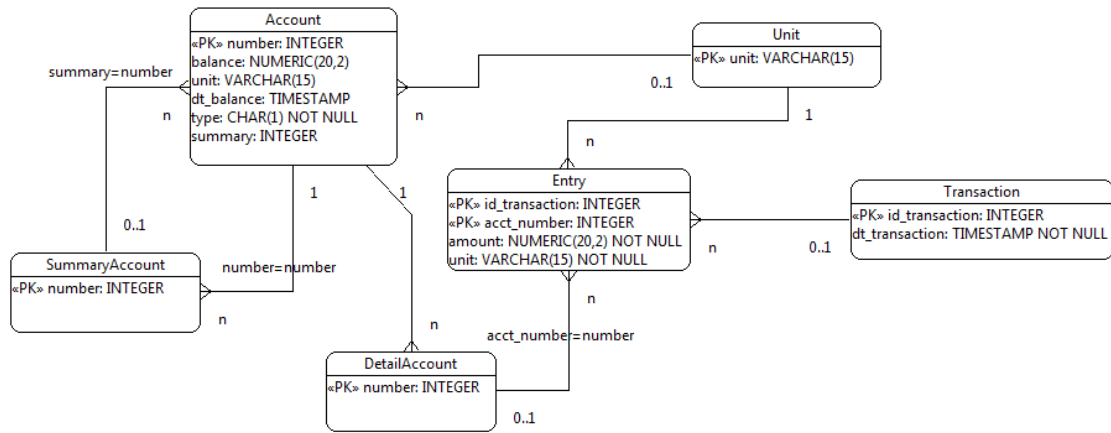 Account
«PK» number: INTEGER
balance: NUMERIC(20,2)
unit: VARCHAR(15)
dt_balance: TIMESTAMP
type: CHAR(1) NOT NULL
summary: INTEGER
Unit
«PK» unit: VARCHAR(15)
summary=number
0..1
n
n
1
n
Entry
«PK» id_transaction: INTEGER
«PK» acct_number: INTEGER
amount: NUMERIC(20,2) NOT NULL
unit: VARCHAR(15) NOT NULL
Transaction
«PK» id_transaction: INTEGER
dt_transaction: TIMESTAMP NOT NULL
1
1
0..1
n
0..1
SummaryAccount
«PK» number: INTEGER
number=number
n
n
n
acct_number=number
DetailAccount
«PK» number: INTEGER
0..1